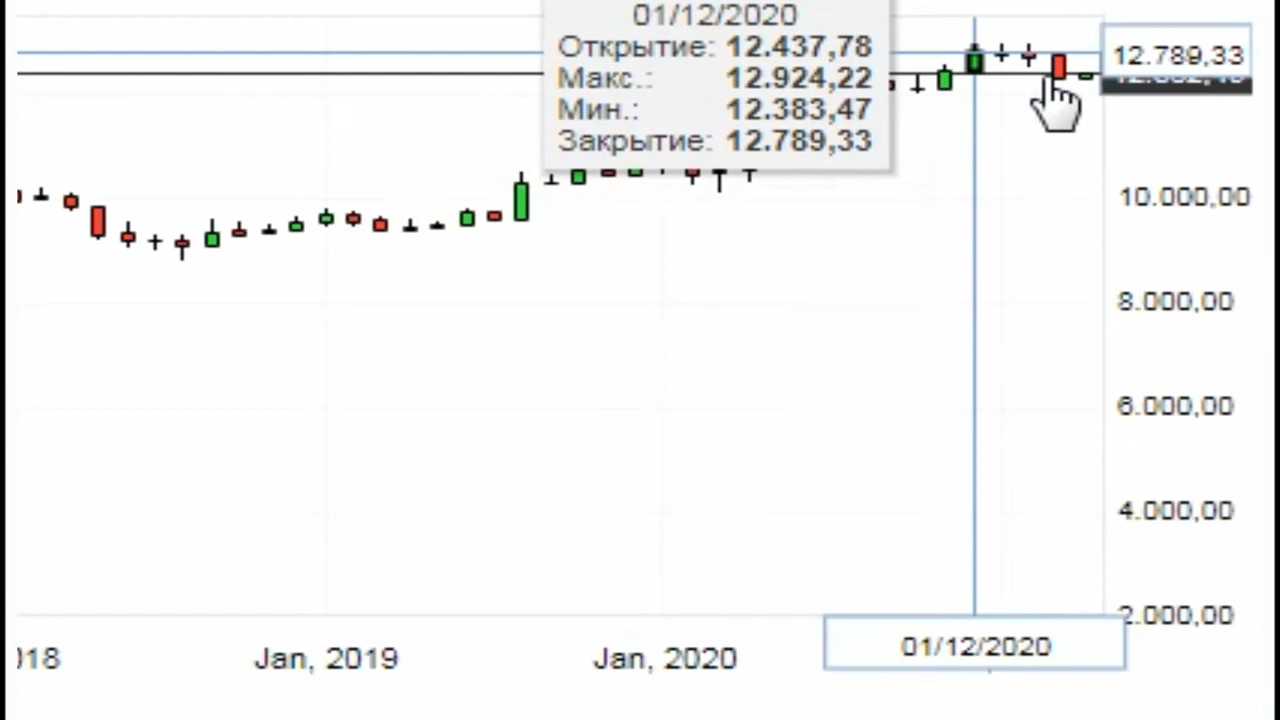 01/12/2020
Открытие: 12.437,78
Макс.: 12.924,22
Мин.: 12.383,47
Закрытие: 12.789,33
12.789,33
10.000,00
8.000,00
6.000,00
4.000,00
2.000,00
Jan, 2019
Jan, 2020
01/12/2020